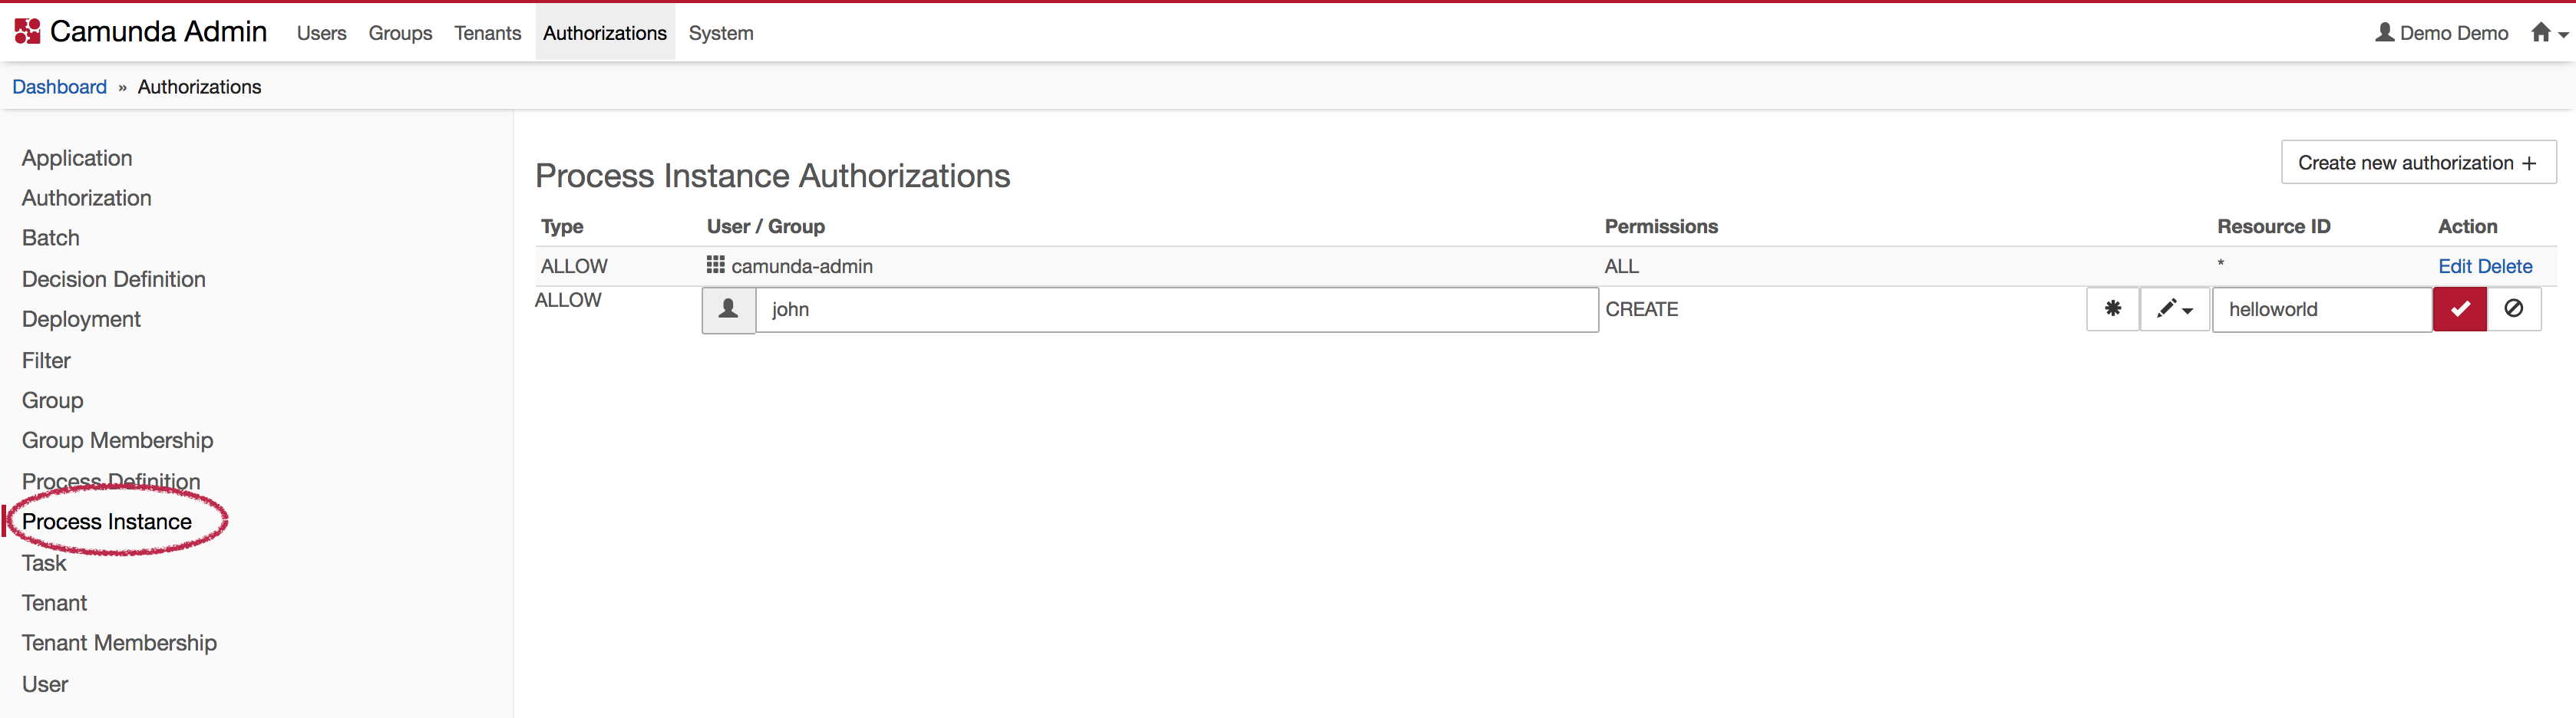 Camunda Admin Users Groups Tenants Authorizations System Demo Demo
Dashboard » Authorizations
Application
Authorization
Batch
Decision Definition
Deployment
Filter
Group
Group Membership
Process Definition
Process Instance
Task
Tenant
Tenant Membership
User
Create new authorization +
Process Instance Authorizations
Type User / Group Permissions Resource ID Action
ALLOW camunda-admin ALL * Edit Delete
ALLOW john CREATE helloworld